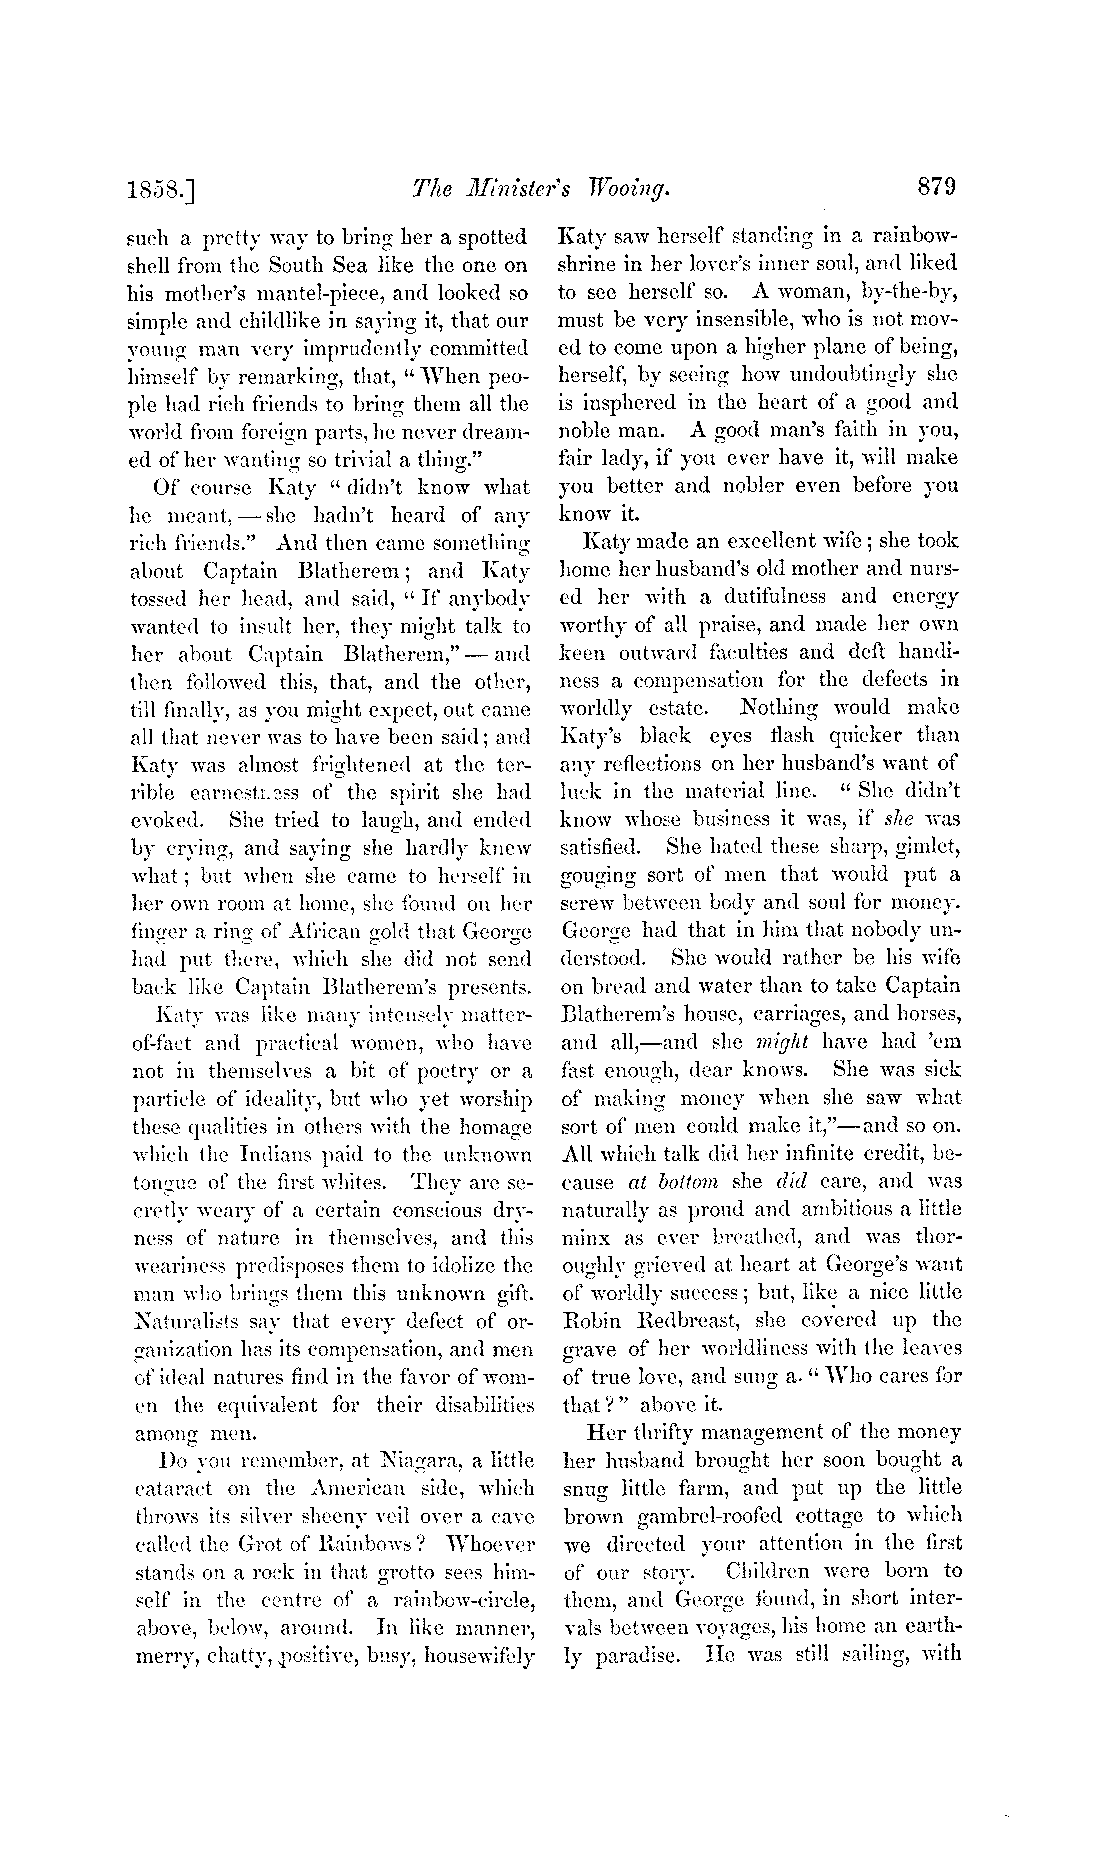 1858.] The Minister's Wooing. 879
such a pretty way to bring her a spotted
shell from the South Sea like the one on
his mother's mantel-piece, and looked so
simple and childlike in saying it, that our
young man very imprudently committed
himself by remarking, that, "When peo-
ple had rich friends to bring them all the
world from foreign parts, he never dream-
ed of her wanting so trivial a thing."
Of course Katy "didn't know what
he meant,—she hadn't heard of any
rich friends." And then came something
about Captain Blatherem; and Katy
tossed her head, and said, "If anybody
wanted to insult her, they might talk to
her about Captain Blatherem,"—and
then followed this, that, and the other,
till finally, as you might expect, out came
all that never was to have been said; and
Katy was almost frightened at the ter-
rible earnestness of the spirit she had
evoked. She tried to laugh, and ended
by crying, and saying she hardly knew
what; but when she came to herself in
her own room at home, she found on her
finger a ring of African gold that George
had put there, which she did not send
back like Captain Blatherem's presents.
Katy was like many intensely matter-
of-fact and practical women, who have
not in themselves a bit of poetry or a
particle of ideality, but who yet worship
these qualities in others with the homage
which the Indians paid to the unknown
tongue of the first whites. They are se-
cretly weary of a certain conscious dry-
ness of nature in themselves, and this
weariness predisposes them to idolize the
man who brings them this unknown gift.
Naturalists say that every defect of or-
ganization has its compensation, and men
of ideal natures find in the favor of wom-
en the equivalent for their disabilities
among men.
Do you remember, at Niagara, a little
cataract on the American side, which
throws its silver sheeny veil over a cave
called the Grot of Rainbows? Whoever
stands on a rock in that grotto sees him-
self in the centre of a rainbow-circle,
above, below, around. In like manner,
merry, chatty, positive, busy, housewifely
Katy saw herself standing in a rainbow-
shrine in her lover's inner soul, and liked
to see herself so. A woman, by-the-by,
must be very insensible, who is not mov-
ed to come upon a higher plane of being,
herself, by seeing how undoubtingly she
is insphered in the heart of a good and
noble man. A good man's faith in you,
fair lady, if you ever have it, will make
you better and nobler even before you
know it.
Katy made an excellent wife; she took
home her husband's old mother and nurs-
ed her with a dutifulness and energy
worthy of all praise, and made her own
keen outward faculties and deft handi-
ness a compensation for the defects in
worldly estate. Nothing would make
Katy's black eyes flash quicker than
any reflections on her husband's want of
luck in the material line. "She didn't
know whose business it was, if she was
satisfied. She hated these sharp, gimlet,
gouging sort of men that would put a
screw between body and soul for money.
George had that in him that nobody un-
derstood. She would rather be his wife
on bread and water than to take Captain
Blatherem's house, carriages, and horses,
and all,—and she might have had 'em
fast enough, dear knows. She was sick
of making money when she saw what
sort of men could make it,"—and so on.
All which talk did her infinite credit, be-
cause at bottom she did care, and was
naturally as proud and ambitious a little
minx as ever breathed, and was thor-
oughly grieved at heart at George's want
of worldly success; but, like a nice little
Robin Redbreast, she covered up the
grave of her worldliness with the leaves
of true love, and sung a "Who cares for
that?" above it.
Her thrifty management of the money
her husband brought her soon bought a
snug little farm, and put up the little
brown gambrel-roofed cottage to which
we directed your attention in the first
of our story. Children were born to
them, and George found, in short inter-
vals between voyages, his home an earth-
ly paradise. He was still sailing, with